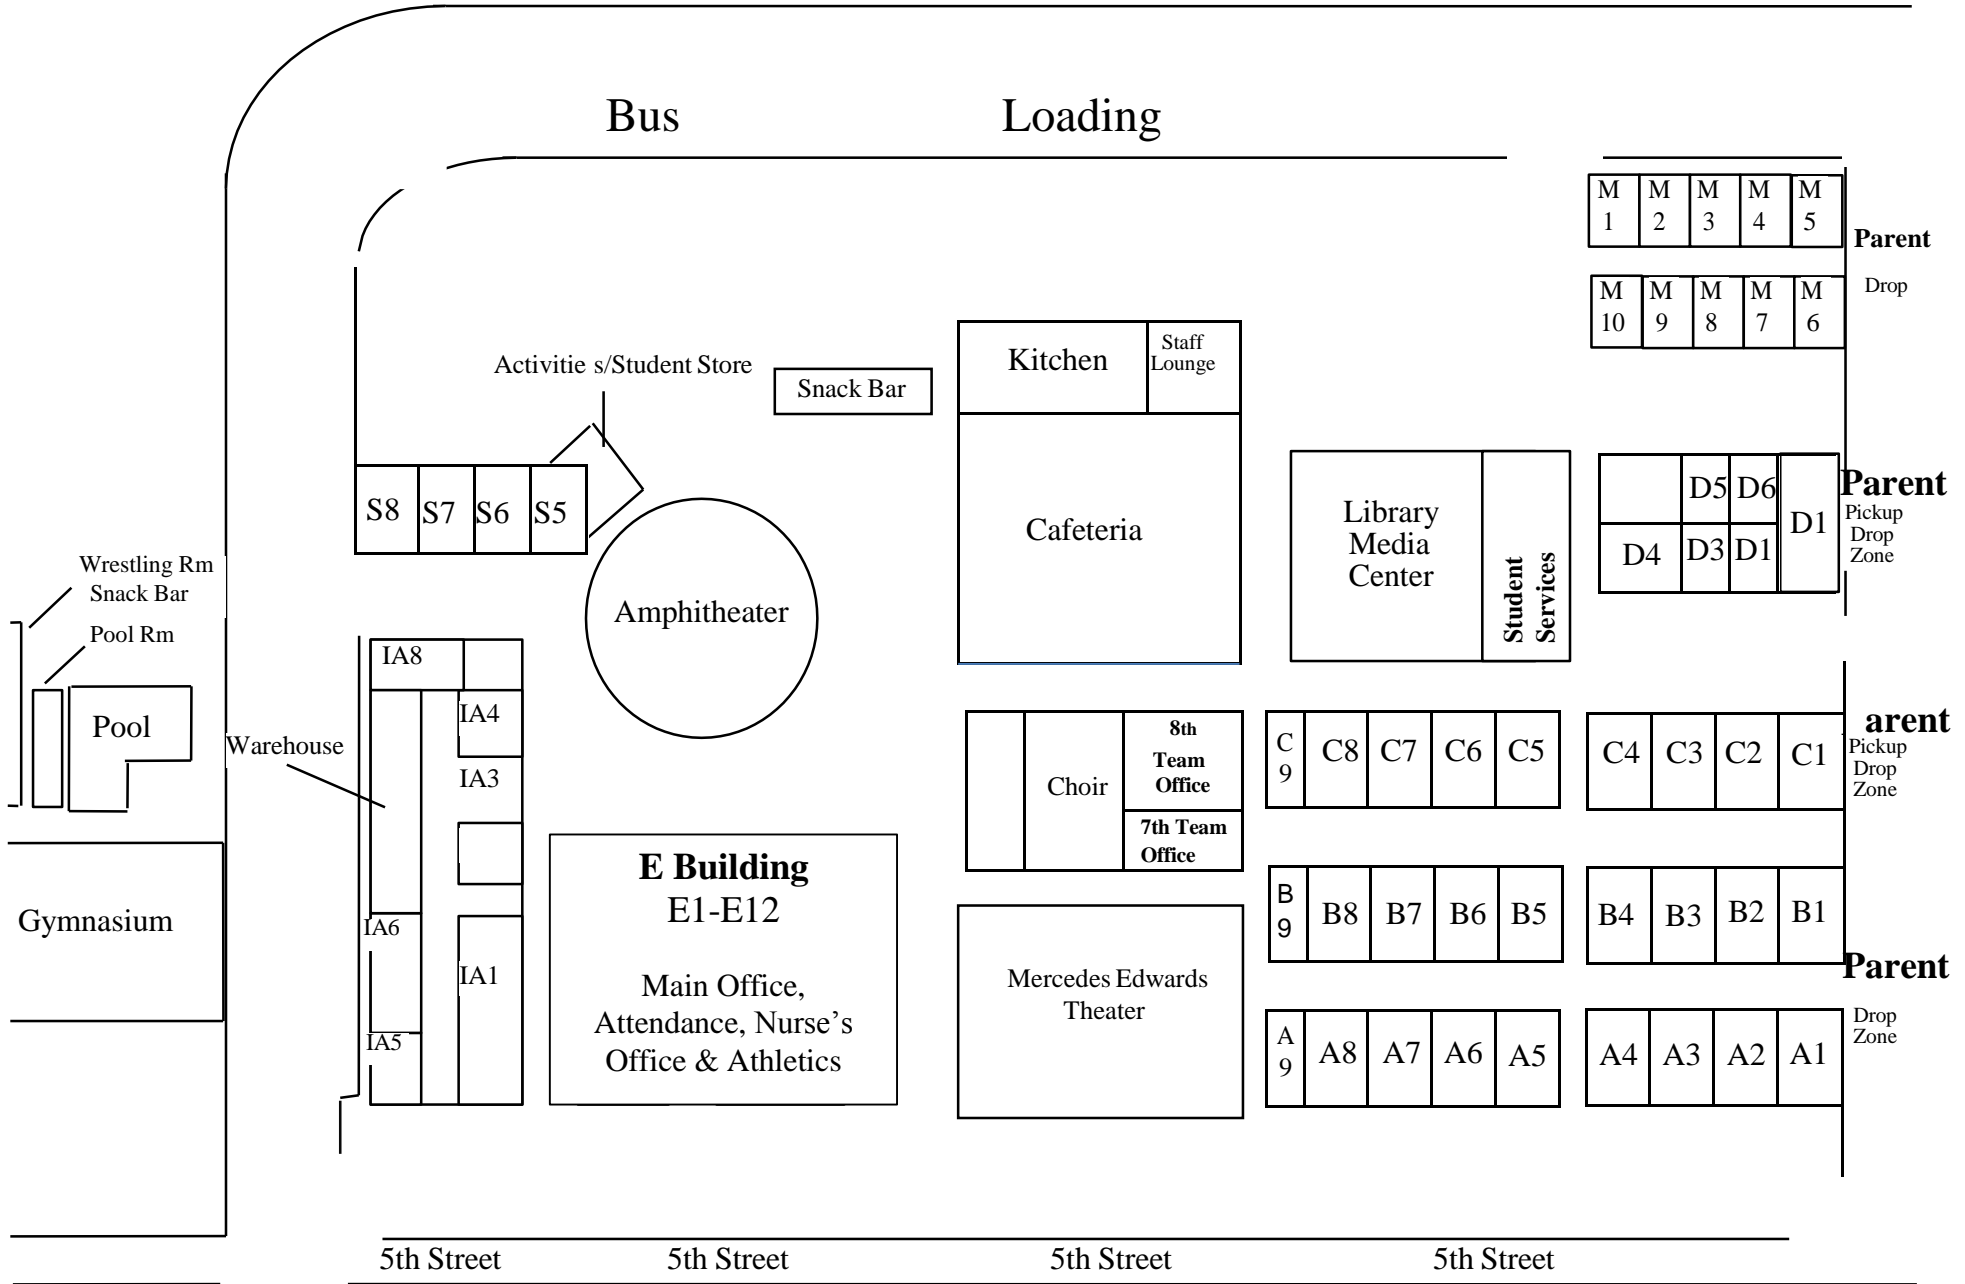 Bus Loading
M M M M M
1 2 3 4 5
Parent
M M M M M
10 9 8 7 6
Drop
Kitchen
Staff
Lounge
Activitie s/Student Store
Snack Bar
S8 S7 S6 S5
Cafeteria
Library
Media
Center
Student
Services
D5 D6
D4 D3 D1
D1
Parent
Pickup
Drop
Zone
Wrestling Rm
Snack Bar
Pool Rm
Pool
Amphitheater
IA8
IA4
Warehouse
IA3
IA6
IA1
IA5
Gymnasium
Choir
8th
Team
Office
7th Team
Office
C
9
C8 C7 C6 C5
C4 C3 C2 C1
arent
Pickup
Drop
Zone
E Building
E1-E12
Main Office,
Attendance, Nurse’s
Office & Athletics
Mercedes Edwards
Theater
B
9
B8 B7 B6 B5
B4 B3 B2 B1
Parent
Drop
Zone
A
9
A8 A7 A6 A5
A4 A3 A2 A1
5th Street 5th Street 5th Street 5th Street